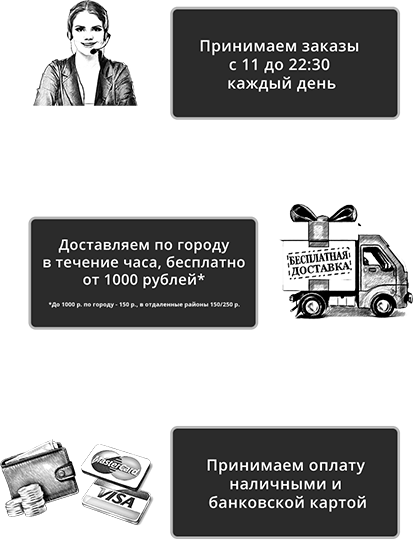 Принимаем заказы
с 11 до 22:30
каждый день
Доставляем по городу
в течение часа, бесплатно
от 1000 рублей*
*До 1000 р. по городу - 150 р., в отдаленные районы 150/250 р.
БЕСПЛАТНАЯ
ДОСТАВКА!
MasterCard
VISA
Принимаем оплату
наличными и
банковской картой